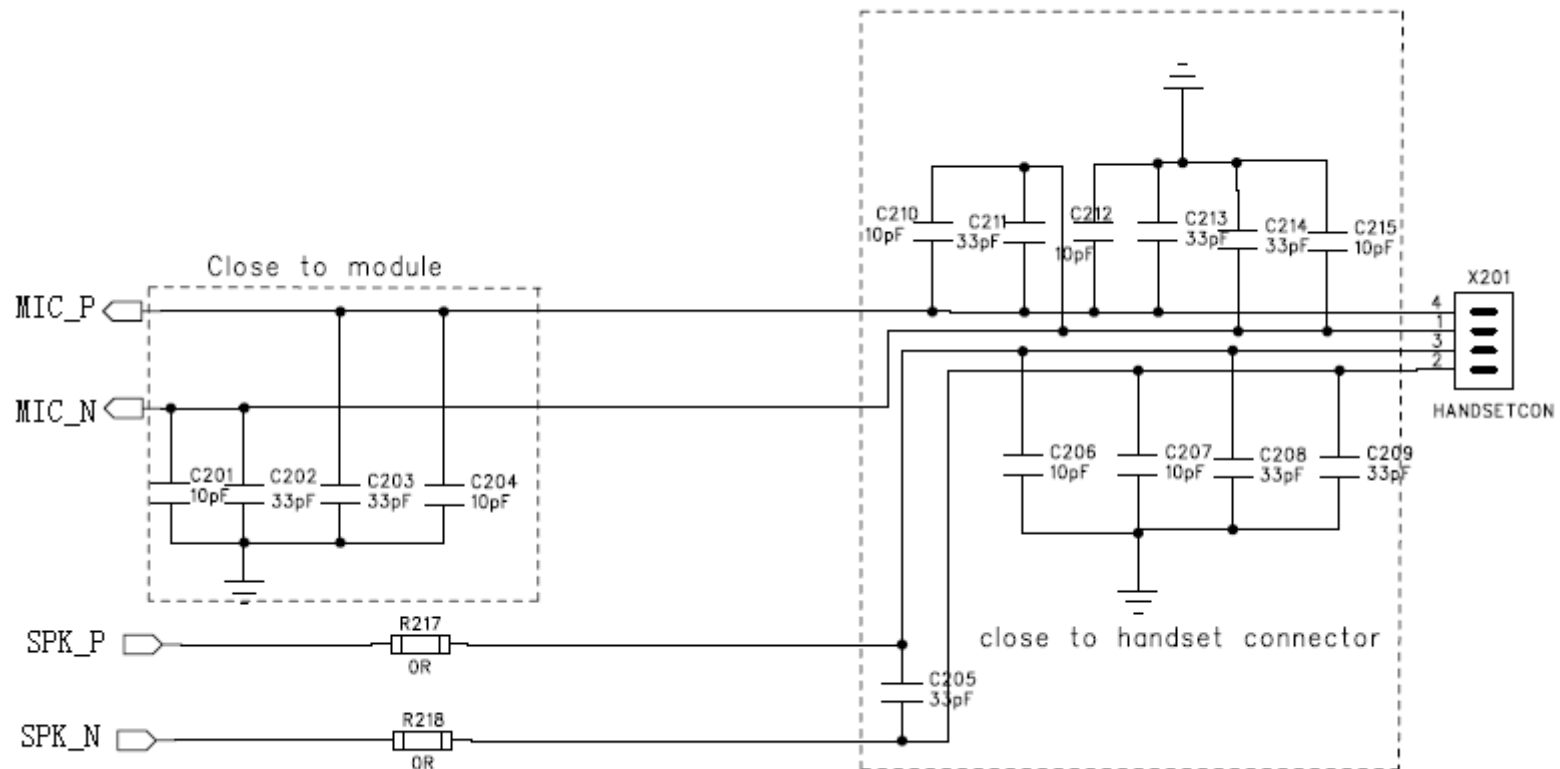 Close to module
MIC_P
MIC_N
C201
10pF
C202
33pF
C203
33pF
C204
10pF
SPK_P
R217
0R
SPK_N
R218
0R
C210
10pF
C211
33pF
C212
10pF
C213
33pF
C214
33pF
C215
10pF
X201
4
1
3
2
HANDSETCON
C206
10pF
C207
10pF
C208
33pF
C209
33pF
close to handset connector
C205
33pF